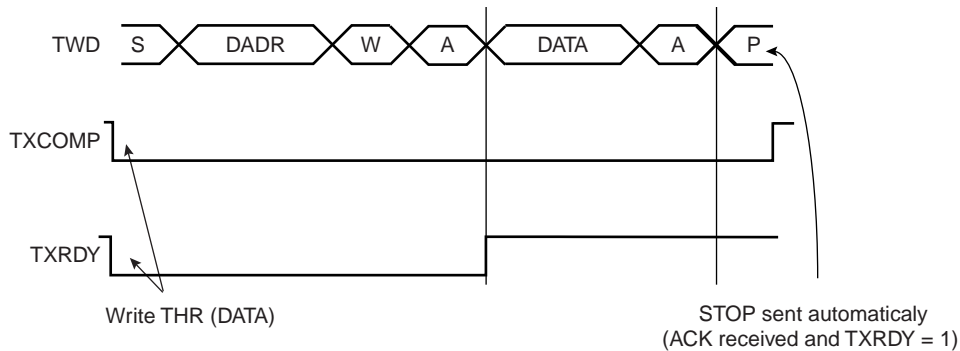 TWD S DADR W A DATA A P
TXCOMP
TXRDY
Write THR (DATA)
STOP sent automaticaly
(ACK received and TXRDY = 1)